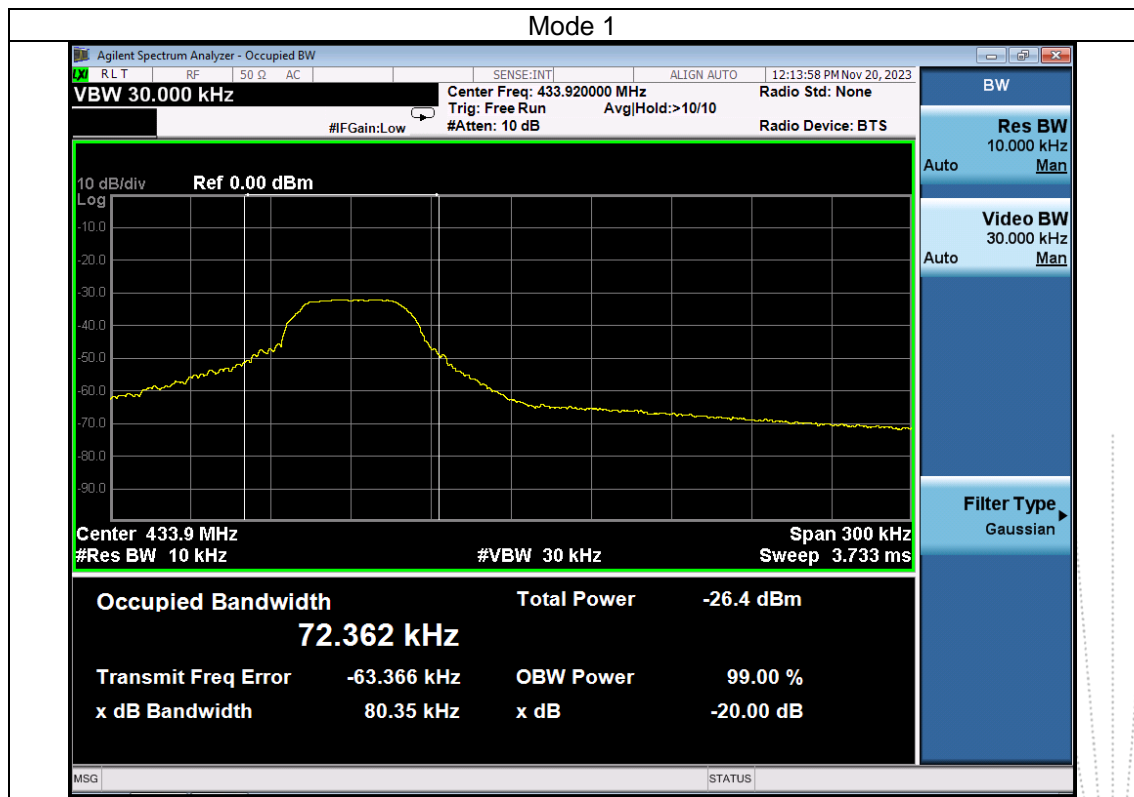 Mode 1
Agilent Spectrum Analyzer - Occupied BW
LXI RLT RF 50 Ω AC SENSE:INT ALIGN AUTO 12:13:58 PM Nov 20, 2023
VBW 30.000 kHz
Center Freq: 433.920000 MHz Radio Std: None
Trig: Free Run Avg|Hold:>10/10
#IFGain:Low #Atten: 10 dB Radio Device: BTS
10 dB/div Ref 0.00 dBm
Log
-10.0
-20.0
-30.0
-40.0
-50.0
-60.0
-70.0
-80.0
-90.0
Center 433.9 MHz Span 300 kHz
#Res BW 10 kHz #VBW 30 kHz Sweep 3.733 ms
Occupied Bandwidth Total Power -26.4 dBm
72.362 kHz
Transmit Freq Error -63.366 kHz OBW Power 99.00 %
x dB Bandwidth 80.35 kHz x dB -20.00 dB
MSG STATUS
BW
Res BW
10.000 kHz
Auto Man
Video BW
30.000 kHz
Auto Man
Filter Type
Gaussian